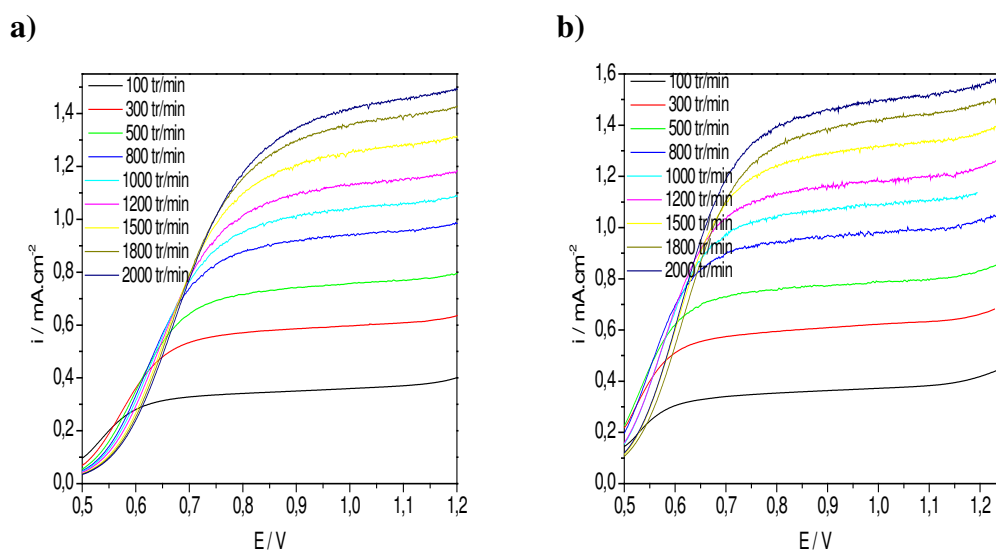 a)
1,4
1,2
1,0
0,8
0,6
0,4
0,2
0,0
i / mA.cm⁻²
100 tr/min
300 tr/min
500 tr/min
800 tr/min
1000 tr/min
1200 tr/min
1500 tr/min
1800 tr/min
2000 tr/min
0,5 0,6 0,7 0,8 0,9 1,0 1,1 1,2
E / V
b)
1,6
1,4
1,2
1,0
0,8
0,6
0,4
0,2
0,0
i / mA.cm⁻²
100 tr/min
300 tr/min
500 tr/min
800 tr/min
1000 tr/min
1200 tr/min
1500 tr/min
1800 tr/min
2000 tr/min
0,5 0,6 0,7 0,8 0,9 1,0 1,1 1,2
E / V